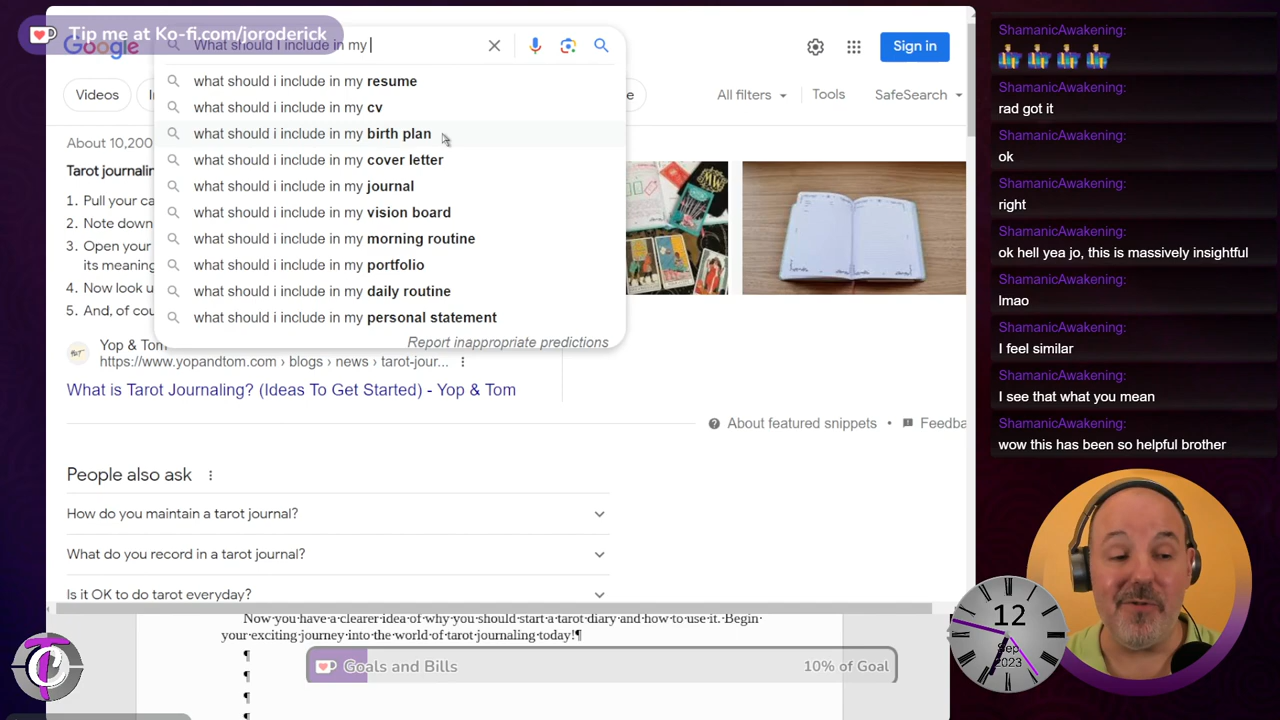 Tip me at Ko-fi.com/joroderick
Google
What should I include in my
Sign in
Videos
All filters
Tools
SafeSearch
what should i include in my resume
what should i include in my cv
what should i include in my birth plan
what should i include in my cover letter
what should i include in my journal
what should i include in my vision board
what should i include in my morning routine
what should i include in my portfolio
what should i include in my daily routine
what should i include in my personal statement
Report inappropriate predictions
About 10,200
Tarot journalin
1. Pull your ca
2. Note down
3. Open your
its meaning
4. Now look u
5. And, of cou
Yop & Tom
https://www.yopandtom.com › blogs › news › tarot-jour...
What is Tarot Journaling? (Ideas To Get Started) - Yop & Tom
About featured snippets
Feedba
People also ask
How do you maintain a tarot journal?
What do you record in a tarot journal?
Is it OK to do tarot everyday?
Now·you·have·a·clearer·idea·of·why·you·should·start·a·tarot·diary·and·how·to·use·it.·Begin·
your·exciting·journey·into·the·world·of·tarot·journaling·today!¶
¶
¶
¶
¶
Goals and Bills
10% of Goal
ShamanicAwakening:
ShamanicAwakening:
rad got it
ShamanicAwakening:
ok
ShamanicAwakening:
right
ShamanicAwakening:
ok hell yea jo, this is massively insightful
ShamanicAwakening:
lmao
ShamanicAwakening:
I feel similar
ShamanicAwakening:
I see that what you mean
ShamanicAwakening:
wow this has been so helpful brother
12
Sep
2023